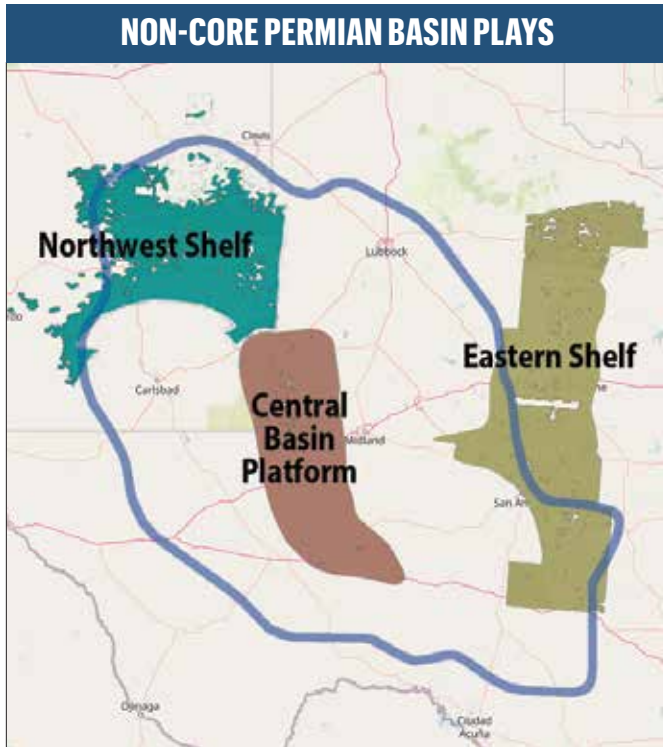 NON-CORE PERMIAN BASIN PLAYS
Clovis
Northwest Shelf
Lubbock
Eastern Shelf
Carlsbad
Central
Basin
Platform
Midland
San An
Ojinaga
Ciudad
Acuña